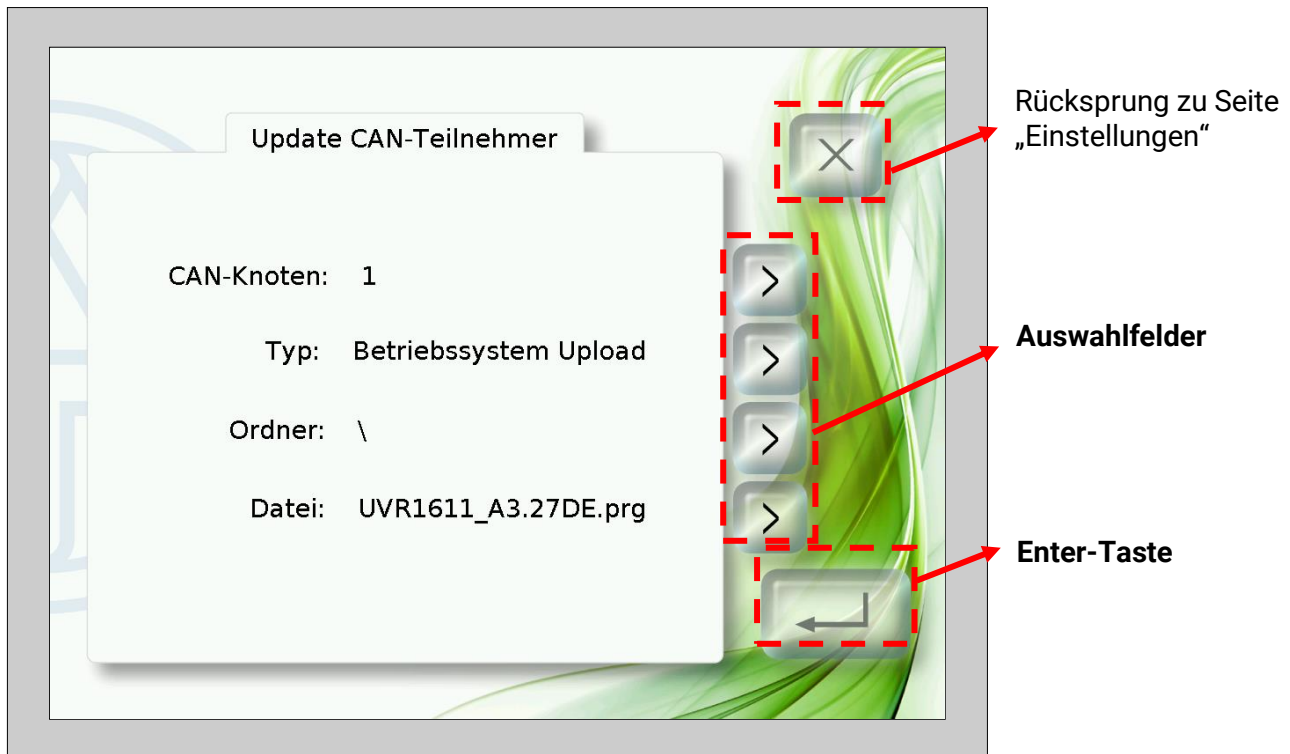 Update CAN-Teilnehmer
CAN-Knoten: 1
Typ: Betriebssystem Upload
Ordner: \
Datei: UVR1611_A3.27DE.prg
X
>
>
>
>
Rücksprung zu Seite
„Einstellungen“
Auswahlfelder
Enter-Taste